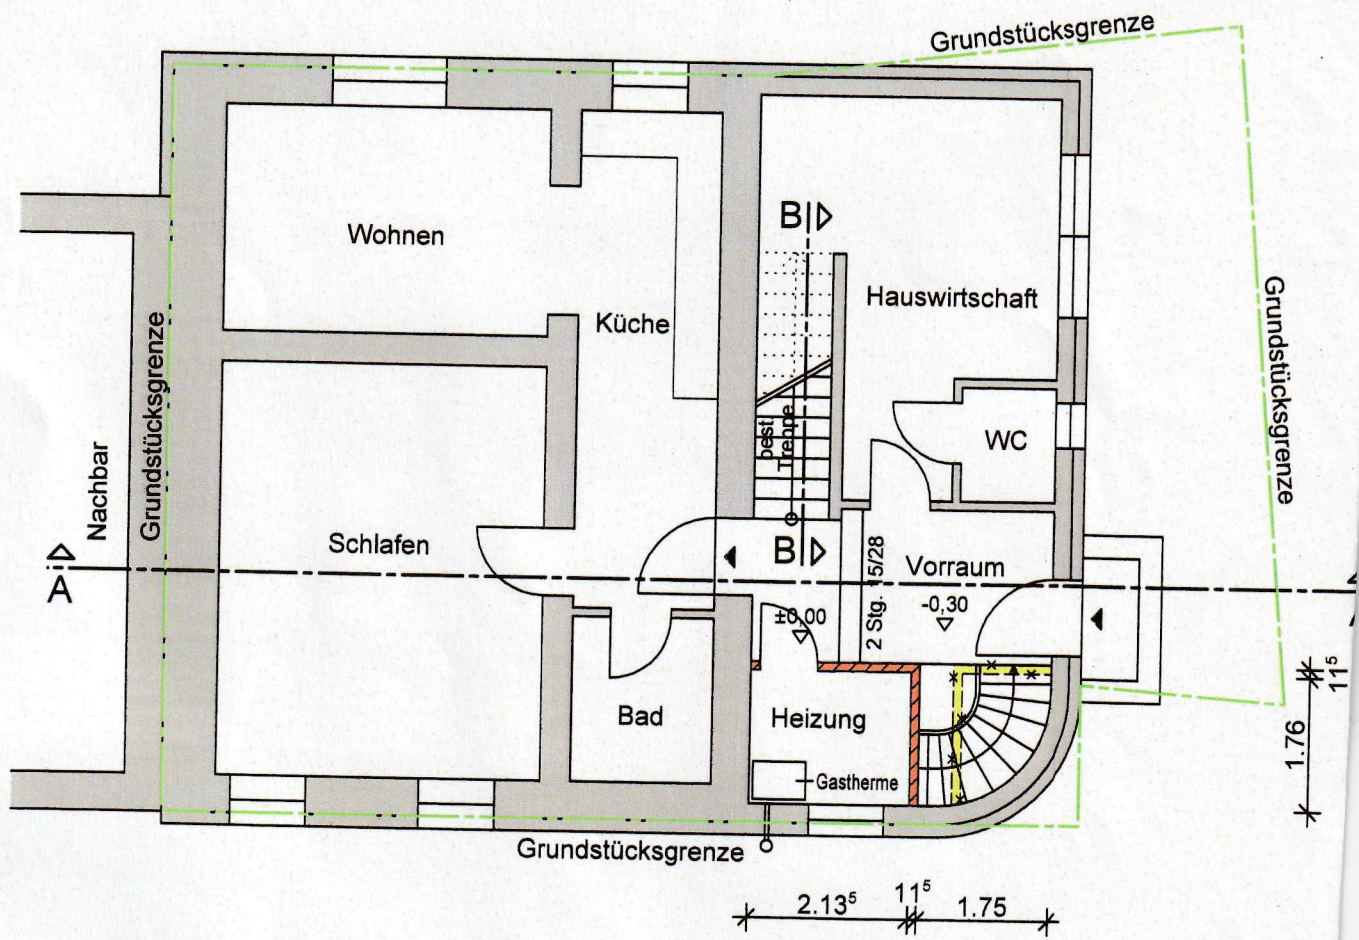 Grundstücksgrenze
Wohnen
B
Hauswirtschaft
Küche
Grundstücksgrenze
Grundstücksgrenze
Nachbar
best
Treppe
WC
Schlafen
B
A
2 Stg. 15/28
Vorraum
-0,30
±0,00
Bad
Heizung
Gastherme
11⁵
1.76
Grundstücksgrenze
2.13⁵
11⁵
1.75